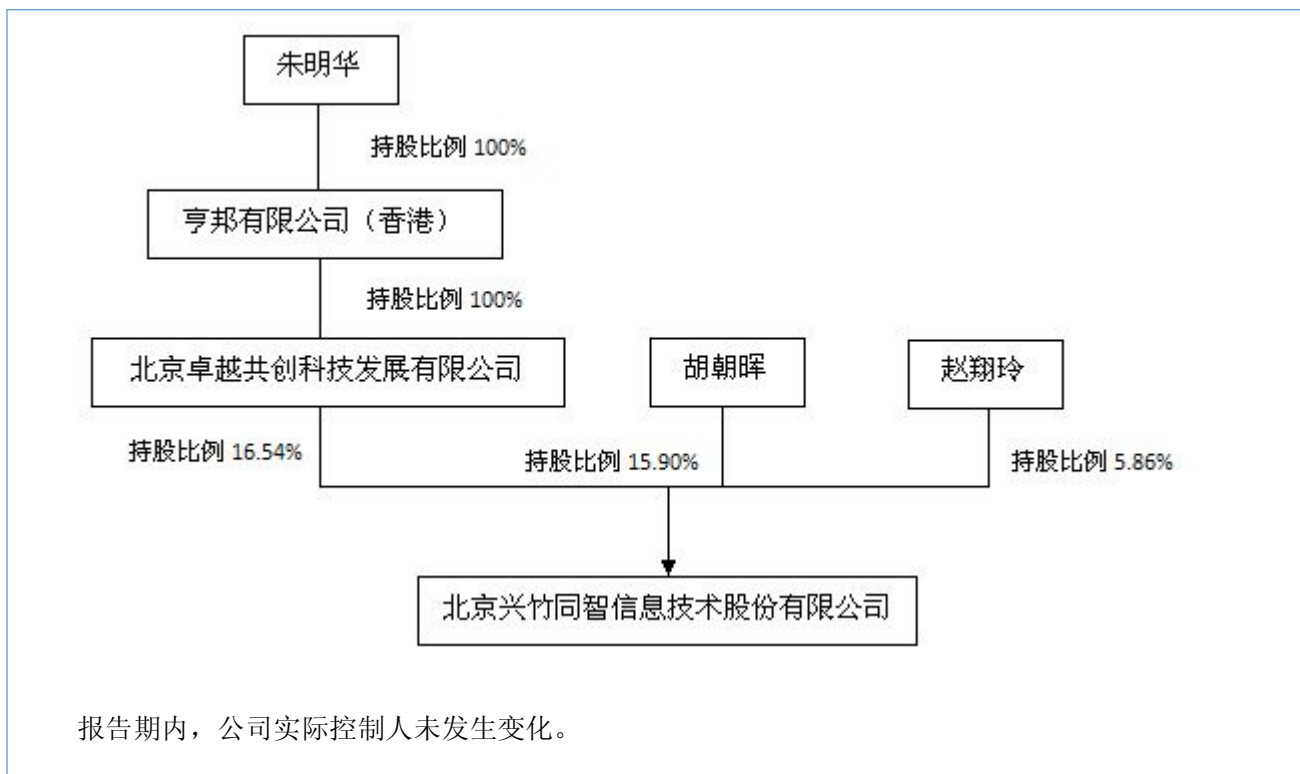 朱明华
持股比例 100%
亨邦有限公司（香港）
持股比例 100%
北京卓越共创科技发展有限公司
胡朝晖
赵翔玲
持股比例 16.54%
持股比例 15.90%
持股比例 5.86%
北京兴竹同智信息技术股份有限公司
报告期内，公司实际控制人未发生变化。